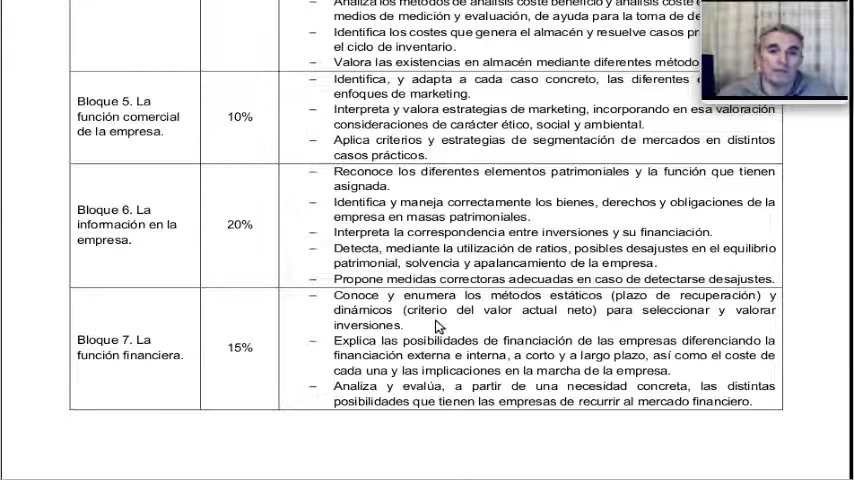 Analiza los métodos de análisis coste beneficio y análisis coste
medios de medición y evaluación, de ayuda para la toma de
Identifica los costes que genera el almacén y resuelve casos
el ciclo de inventario.
– Valora las existencias en almacén mediante diferentes
Bloque 5. La
función comercial
de la empresa.
10%
– Identifica, y adapta a cada caso concreto, las diferentes
enfoques de marketing.
– Interpreta y valora estrategias de marketing, incorporando en esa valoración
consideraciones de carácter ético, social y ambiental.
– Aplica criterios y estrategias de segmentación de mercados en distintos
casos prácticos.
Bloque 6. La
información en la
empresa.
20%
– Reconoce los diferentes elementos patrimoniales y la función que tienen
asignada.
– Identifica y maneja correctamente los bienes, derechos y obligaciones de la
empresa en masas patrimoniales.
– Interpreta la correspondencia entre inversiones y su financiación.
– Detecta, mediante la utilización de ratios, posibles desajustes en el equilibrio
patrimonial, solvencia y apalancamiento de la empresa.
– Propone medidas correctoras adecuadas en caso de detectarse desajustes.
Bloque 7. La
función financiera.
15%
– Conoce y enumera los métodos estáticos (plazo de recuperación) y
dinámicos (criterio del valor actual neto) para seleccionar y valorar
inversiones.
– Explica las posibilidades de financiación de las empresas diferenciando la
financiación externa e interna, a corto y a largo plazo, así como el coste de
cada una y las implicaciones en la marcha de la empresa.
– Analiza y evalúa, a partir de una necesidad concreta, las distintas
posibilidades que tienen las empresas de recurrir al mercado financiero.